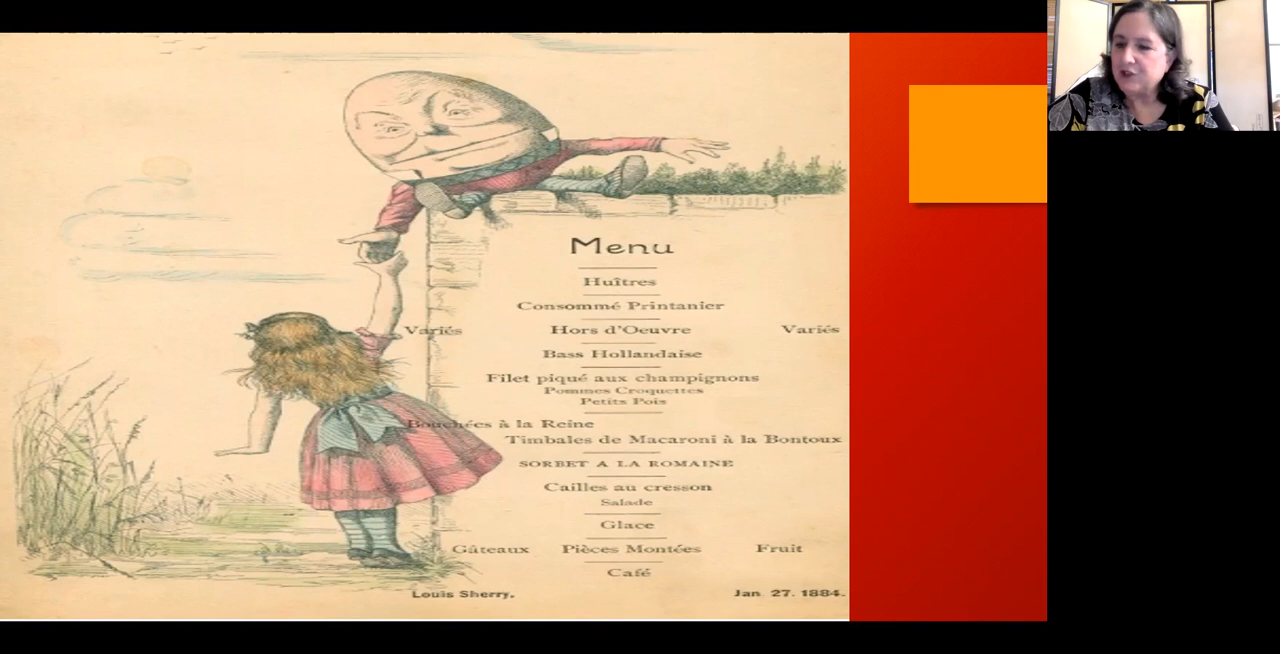 Menu
Huîtres
Consommé Printanier
Variés Hors d'Oeuvre Variés
Bass Hollandaise
Filet piqué aux champignons
Pommes Croquettes
Petits Pois
Bouchées à la Reine
Timbales de Macaroni à la Bontoux
SORBET A LA ROMAINE
Cailles au cresson
Salade
Glace
Gâteaux Pièces Montées Fruit
Café
Louis Sherry. Jan. 27. 1884.